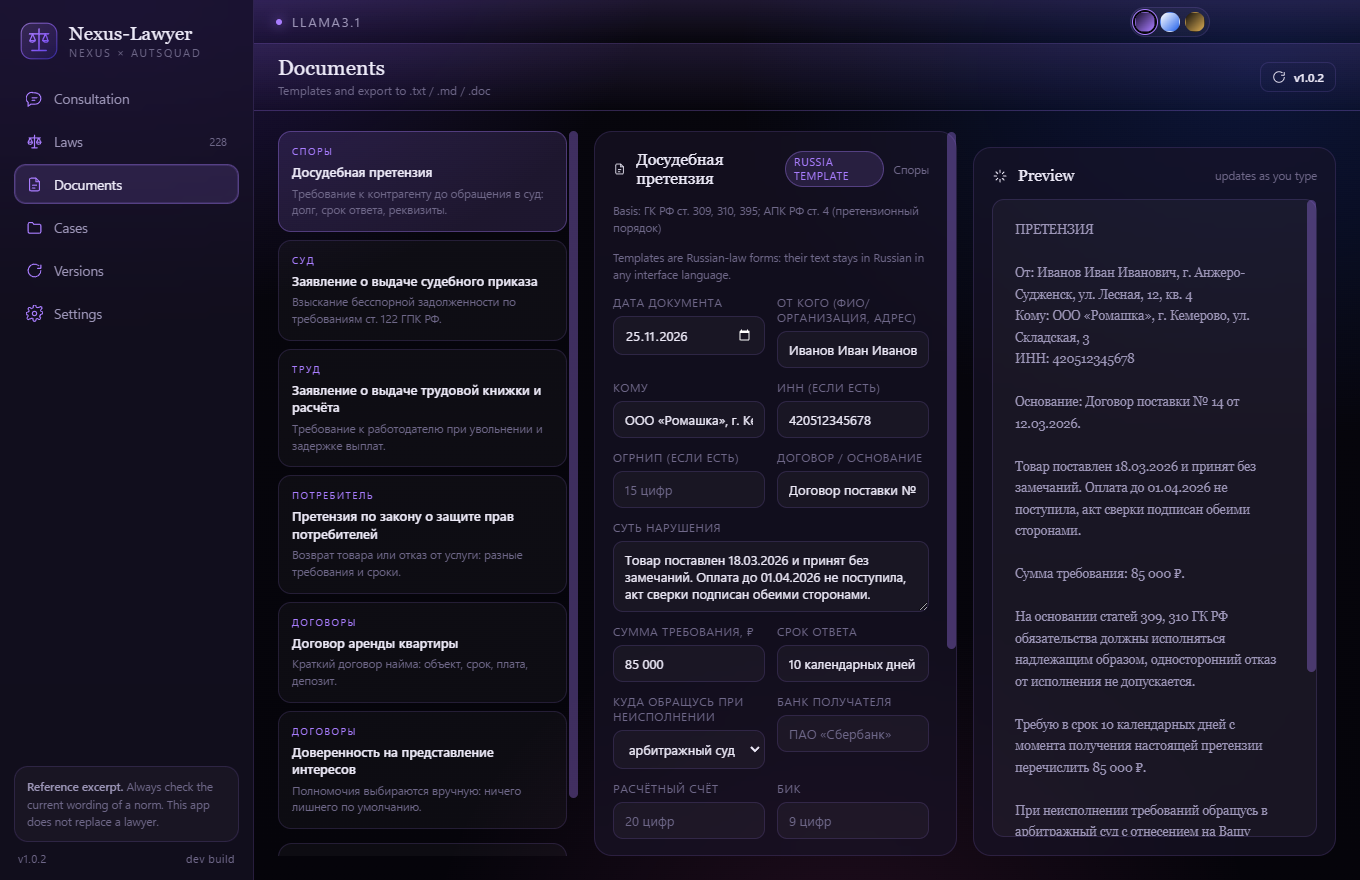 Nexus-Lawyer
NEXUS × AUTSQUAD
Consultation
Laws 228
Documents
Cases
Versions
Settings
Reference excerpt. Always check the
current wording of a norm. This app
does not replace a lawyer.
v1.0.2 dev build
LLAMA3.1
Documents
Templates and export to .txt / .md / .doc
v1.0.2
СПОРЫ
Досудебная претензия
Требование к контрагенту до обращения в суд:
долг, срок ответа, реквизиты.
СУД
Заявление о выдаче судебного приказа
Взыскание бесспорной задолженности по
требованиям ст. 122 ГПК РФ.
ТРУД
Заявление о выдаче трудовой книжки и
расчёта
Требование к работодателю при увольнении и
задержке выплат.
ПОТРЕБИТЕЛЬ
Претензия по закону о защите прав
потребителей
Возврат товара или отказ от услуги: разные
требования и сроки.
ДОГОВОРЫ
Договор аренды квартиры
Краткий договор найма: объект, срок, плата,
депозит.
ДОГОВОРЫ
Доверенность на представление
интересов
Полномочия выбираются вручную: ничего
лишнего по умолчанию.
Досудебная
претензия
RUSSIA
TEMPLATE
Споры
Basis: ГК РФ ст. 309, 310, 395; АПК РФ ст. 4 (претензионный
порядок)
Templates are Russian-law forms: their text stays in Russian in
any interface language.
ДАТА ДОКУМЕНТА
25.11.2026
ОТ КОГО (ФИО/
ОРГАНИЗАЦИЯ, АДРЕС)
Иванов Иван Иванов
КОМУ
ООО «Ромашка», г. Ке
ИНН (ЕСЛИ ЕСТЬ)
420512345678
ОГРНИП (ЕСЛИ ЕСТЬ)
15 цифр
ДОГОВОР / ОСНОВАНИЕ
Договор поставки №
СУТЬ НАРУШЕНИЯ
Товар поставлен 18.03.2026 и принят без
замечаний. Оплата до 01.04.2026 не поступила,
акт сверки подписан обеими сторонами.
СУММА ТРЕБОВАНИЯ, ₽
85 000
СРОК ОТВЕТА
10 календарных дней
КУДА ОБРАЩУСЬ ПРИ
НЕИСПОЛНЕНИИ
арбитражный суд
БАНК ПОЛУЧАТЕЛЯ
ПАО «Сбербанк»
РАСЧЁТНЫЙ СЧЁТ
20 цифр
БИК
9 цифр
Preview updates as you type
ПРЕТЕНЗИЯ
От: Иванов Иван Иванович, г. Анжеро-
Судженск, ул. Лесная, 12, кв. 4
Кому: ООО «Ромашка», г. Кемерово, ул.
Складская, 3
ИНН: 420512345678
Основание: Договор поставки № 14 от
12.03.2026.
Товар поставлен 18.03.2026 и принят без
замечаний. Оплата до 01.04.2026 не
поступила, акт сверки подписан обеими
сторонами.
Сумма требования: 85 000 ₽.
На основании статей 309, 310 ГК РФ
обязательства должны исполняться
надлежащим образом, односторонний отказ
от исполнения не допускается.
Требую в срок 10 календарных дней с
момента получения настоящей претензии
перечислить 85 000 ₽.
При неисполнении требований обращусь в
арбитражный суд с отнесением на Вашу